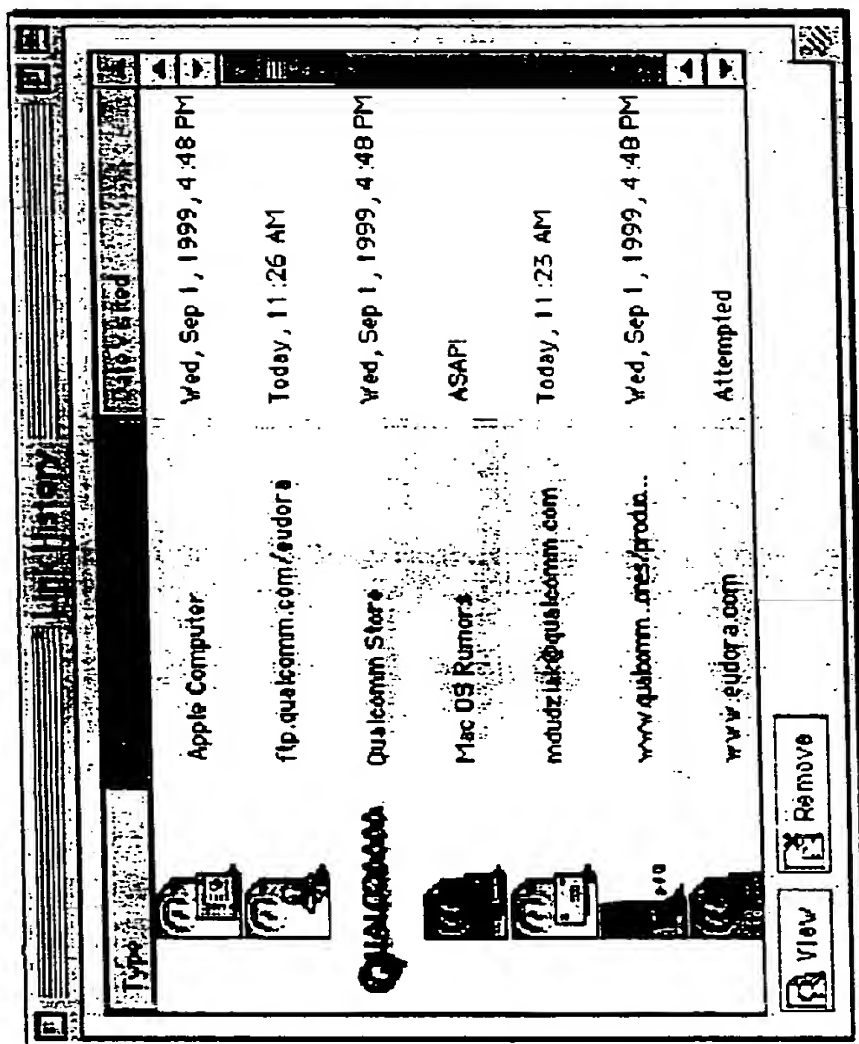 Link History
Type Date Visited
Apple Computer Wed, Sep 1, 1999, 4:48 PM
ftp.qualcomm.com/eudora Today, 11:26 AM
QUALCOMM Qualcomm Store Wed, Sep 1, 1999, 4:48 PM
Mac OS Rumors ASAP!
mdudziak@qualcomm.com Today, 11:23 AM
www.qualcomm...ones/produ... Wed, Sep 1, 1999, 4:48 PM
www.eudora.com Attempted
View Remove